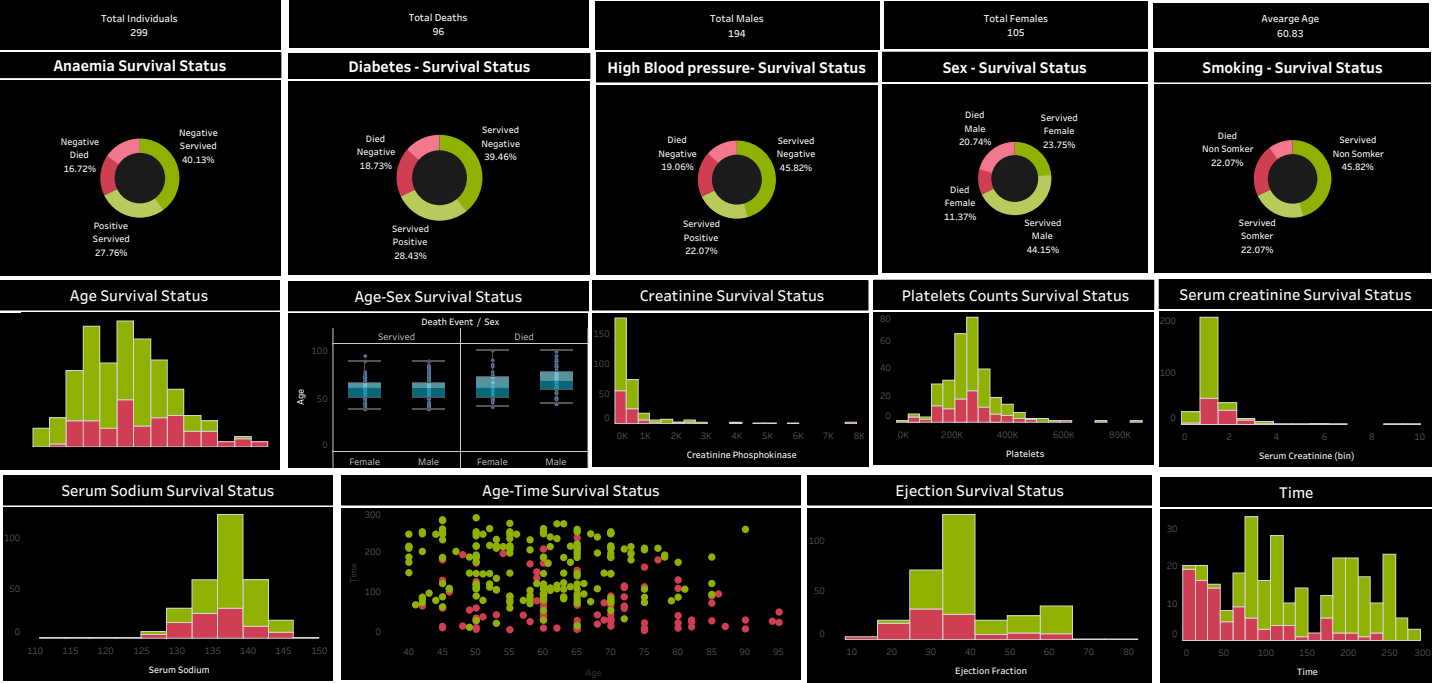 Total Individuals
299
Total Deaths
96
Total Males
194
Total Females
105
Avearge Age
60.83
Anaemia Survival Status
Negative
Died
16.72%
Negative
Servived
40.13%
Positive
Servived
27.76%
Diabetes - Survival Status
Died
Negative
18.73%
Servived
Negative
39.46%
Servived
Positive
28.43%
High Blood pressure- Survival Status
Died
Negative
19.06%
Servived
Negative
45.82%
Servived
Positive
22.07%
Sex - Survival Status
Died
Male
20.74%
Servived
Female
23.75%
Died
Female
11.37%
Servived
Male
44.15%
Smoking - Survival Status
Died
Non Somker
22.07%
Servived
Non Somker
45.82%
Servived
Somker
22.07%
Age Survival Status
Age-Sex Survival Status
Death Event / Sex
Servived Died
100
50
0
Age
Female Male Female Male
Creatinine Survival Status
150
100
50
0
0K 1K 2K 3K 4K 5K 6K 7K 8K
Creatinine Phosphokinase
Platelets Counts Survival Status
80
60
40
20
0
0K 200K 400K 600K 800K
Platelets
Serum creatinine Survival Status
200
100
0
0 2 4 6 8 10
Serum Creatinine (bin)
Serum Sodium Survival Status
100
50
0
110 115 120 125 130 135 140 145 150
Serum Sodium
Age-Time Survival Status
300
200
100
0
Time
40 45 50 55 60 65 70 75 80 85 90 95
Age
Ejection Survival Status
100
50
0
10 20 30 40 50 60 70 80
Ejection Fraction
Time
30
20
10
0
0 50 100 150 200 250 300
Time